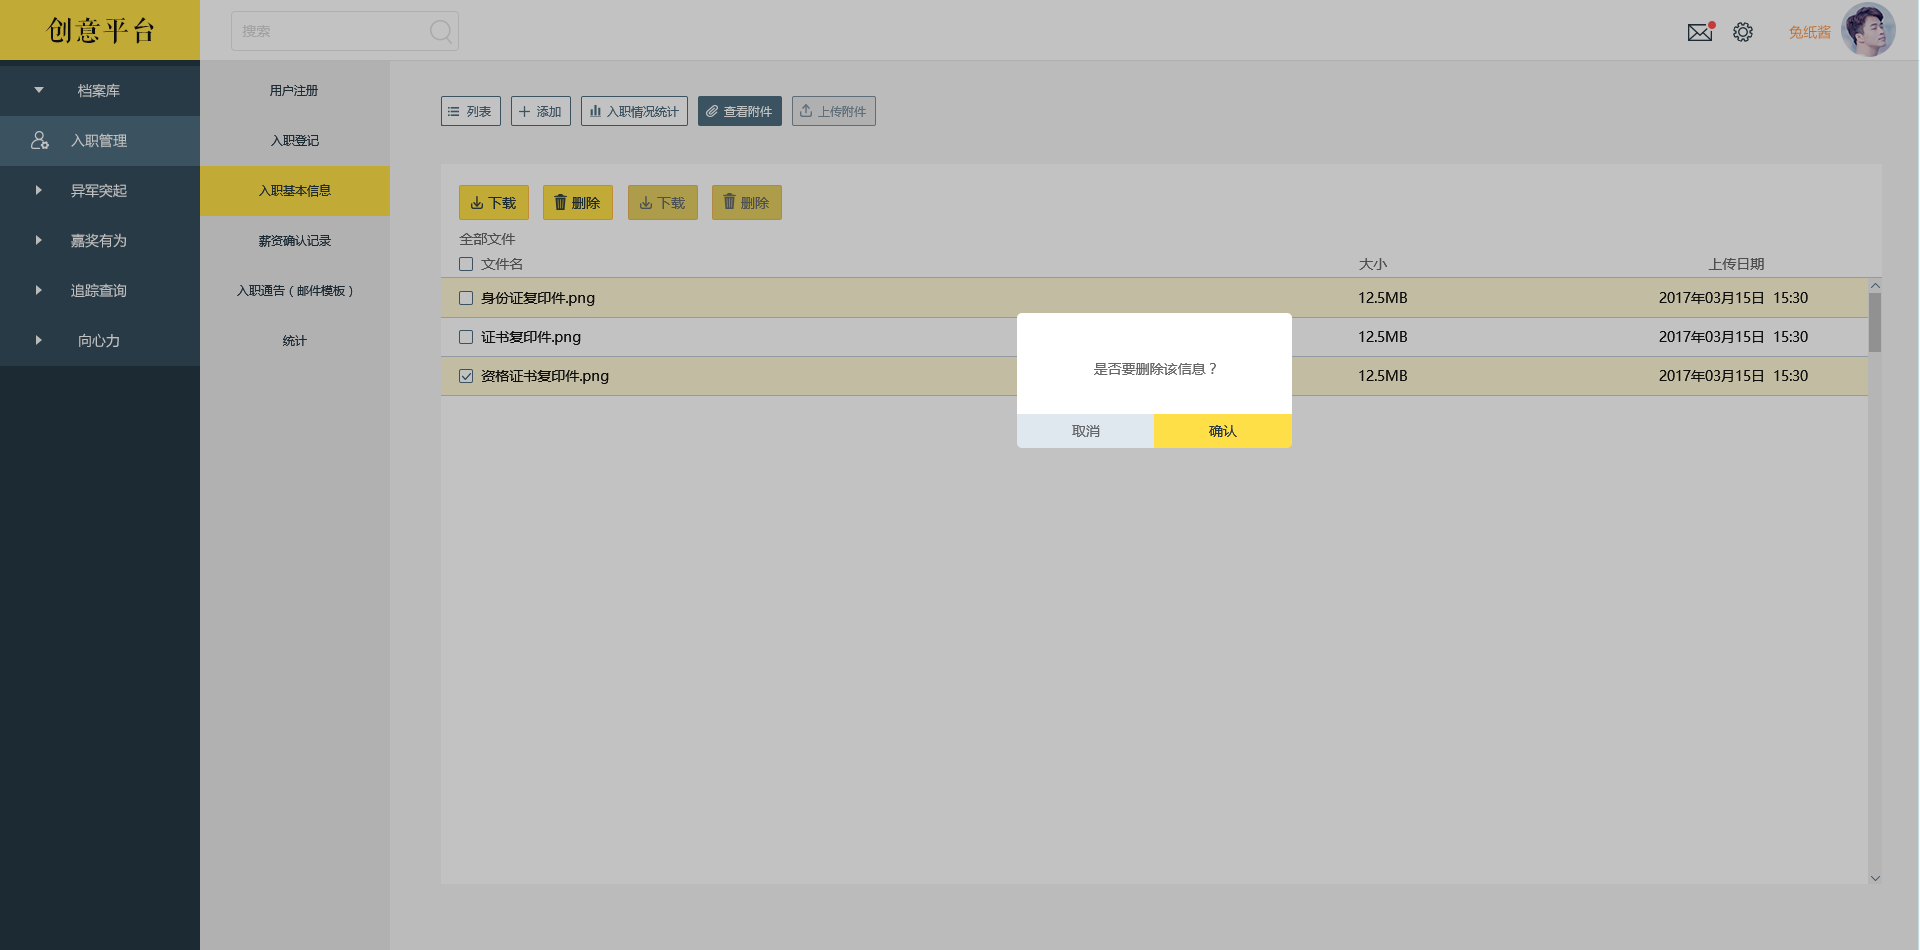 创意平台
搜索
兔纸酱
档案库
入职管理
异军突起
嘉奖有为
追踪查询
向心力
用户注册
入职登记
入职基本信息
薪资确认记录
入职通告（邮件模板）
统计
列表 添加 入职情况统计 查看附件 上传附件
下载 删除 下载 删除
全部文件
文件名 大小 上传日期
身份证复印件.png 12.5MB 2017年03月15日 15:30
证书复印件.png 12.5MB 2017年03月15日 15:30
资格证书复印件.png 12.5MB 2017年03月15日 15:30
是否要删除该信息？
取消 确认